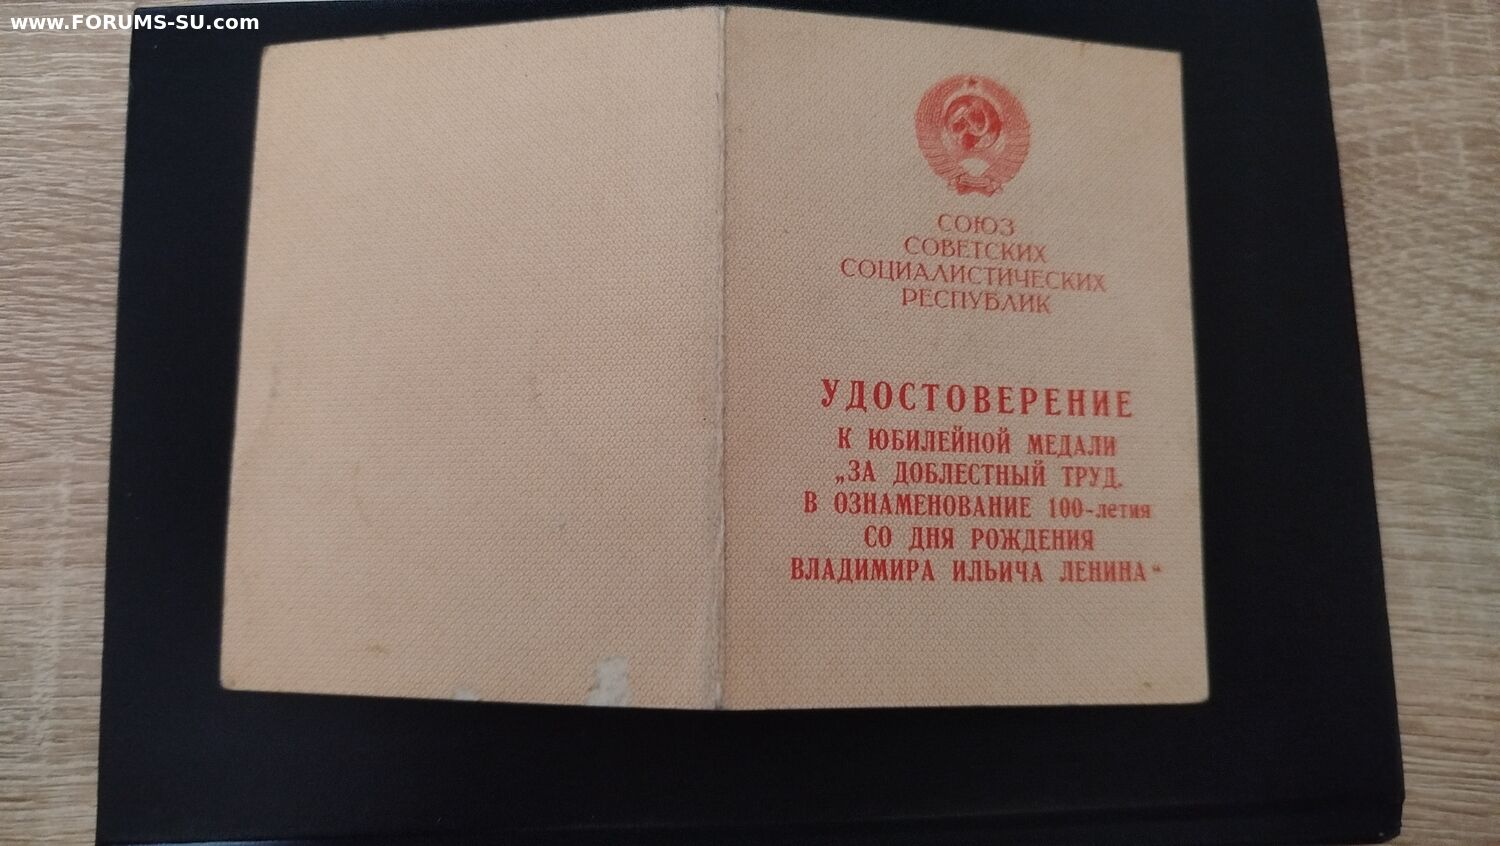 www.FORUMS-SU.com
СОЮЗ
СОВЕТСКИХ
СОЦИАЛИСТИЧЕСКИХ
РЕСПУБЛИК
УДОСТОВЕРЕНИЕ
К ЮБИЛЕЙНОЙ МЕДАЛИ
„ЗА ДОБЛЕСТНЫЙ ТРУД.
В ОЗНАМЕНОВАНИЕ 100-летия
СО ДНЯ РОЖДЕНИЯ
ВЛАДИМИРА ИЛЬИЧА ЛЕНИНА“